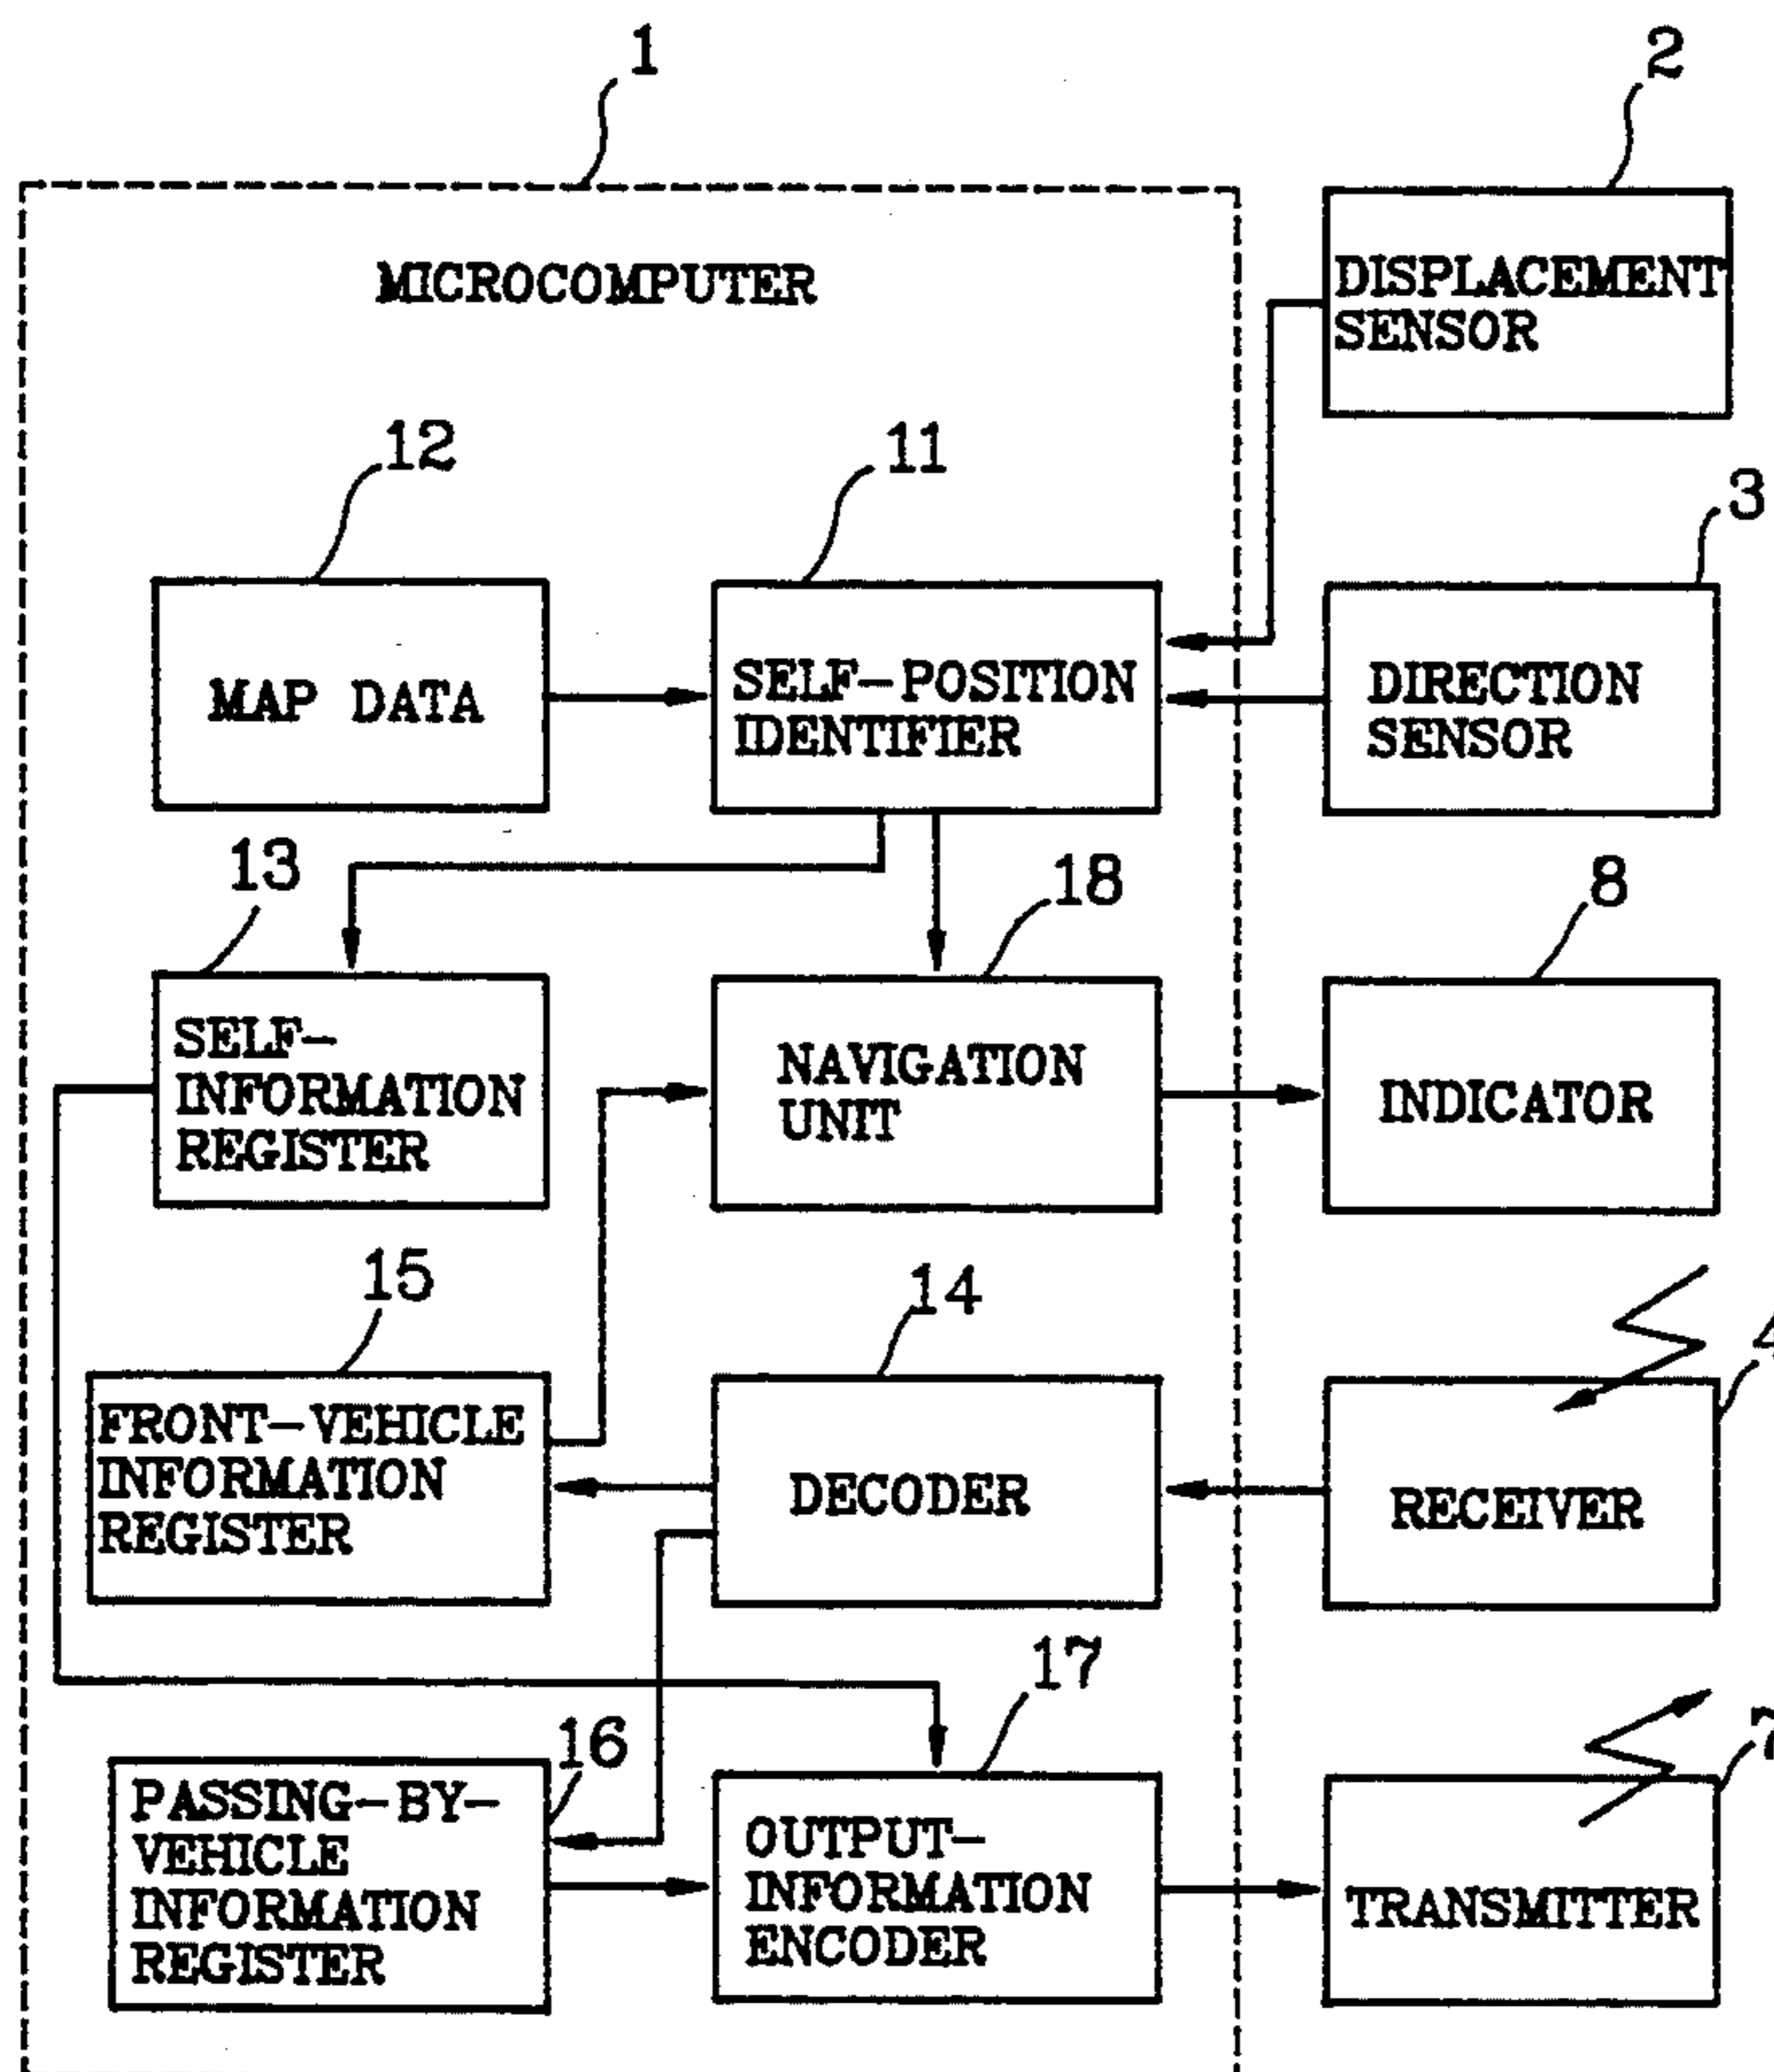 1
2
MICROCOMPUTER
DISPLACEMENT
SENSOR
12
11
3
MAP DATA
SELF-POSITION
IDENTIFIER
DIRECTION
SENSOR
13
18
8
SELF-
INFORMATION
REGISTER
NAVIGATION
UNIT
INDICATOR
15
14
4
FRONT-VEHICLE
INFORMATION
REGISTER
DECODER
RECEIVER
17
7
16
PASSING-BY-
VEHICLE
INFORMATION
REGISTER
OUTPUT-
INFORMATION
ENCODER
TRANSMITTER